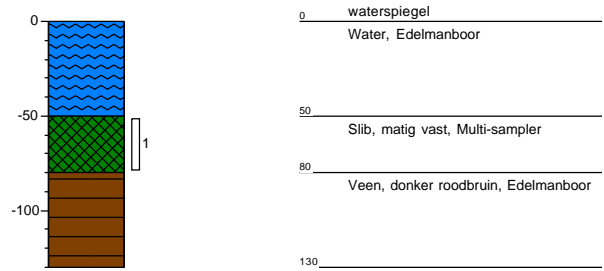 0
-50
-100
1
0
waterspiegel
Water, Edelmanboor
50
Slib, matig vast, Multi-sampler
80
Veen, donker roodbruin, Edelmanboor
130